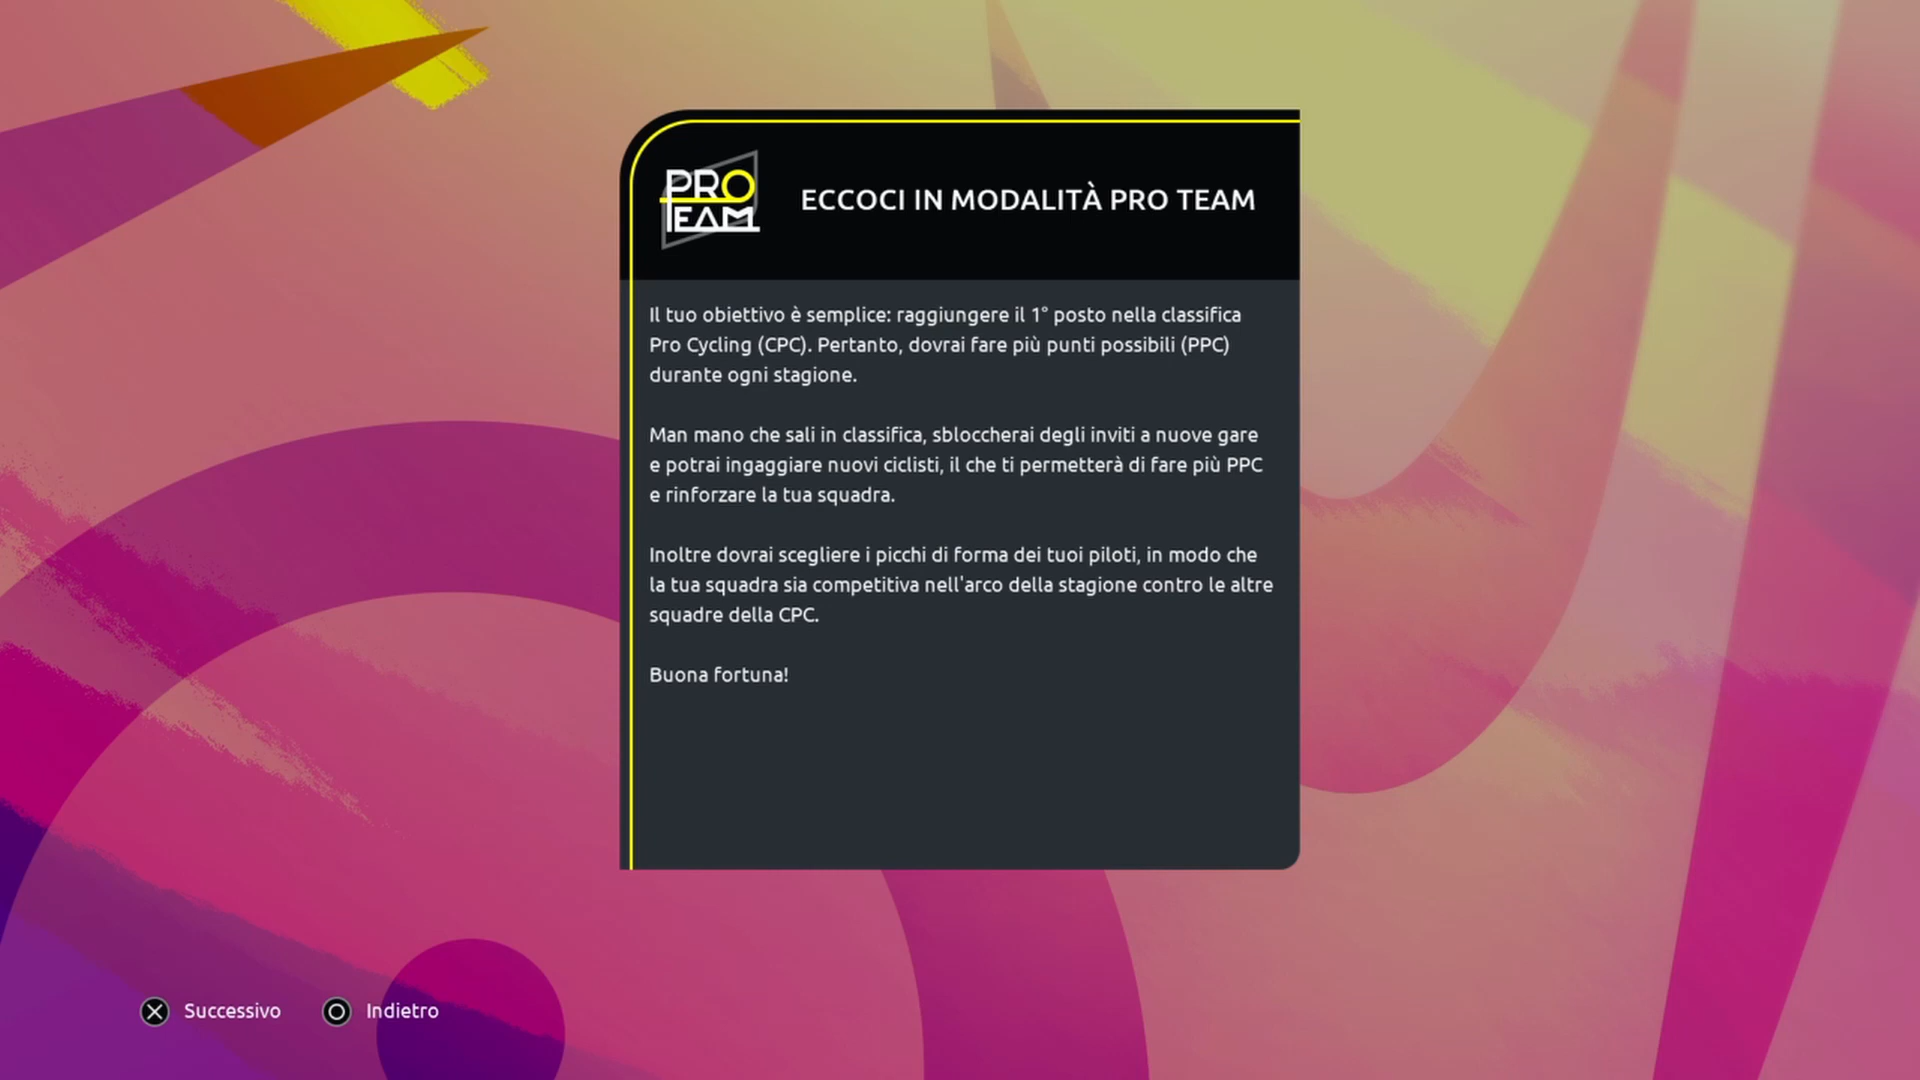 PRO
TEAM
ECCOCI IN MODALITÀ PRO TEAM
Il tuo obiettivo è semplice: raggiungere il 1° posto nella classifica
Pro Cycling (CPC). Pertanto, dovrai fare più punti possibili (PPC)
durante ogni stagione.
Man mano che sali in classifica, sbloccherai degli inviti a nuove gare
e potrai ingaggiare nuovi ciclisti, il che ti permetterà di fare più PPC
e rinforzare la tua squadra.
Inoltre dovrai scegliere i picchi di forma dei tuoi piloti, in modo che
la tua squadra sia competitiva nell'arco della stagione contro le altre
squadre della CPC.
Buona fortuna!
Successivo
Indietro